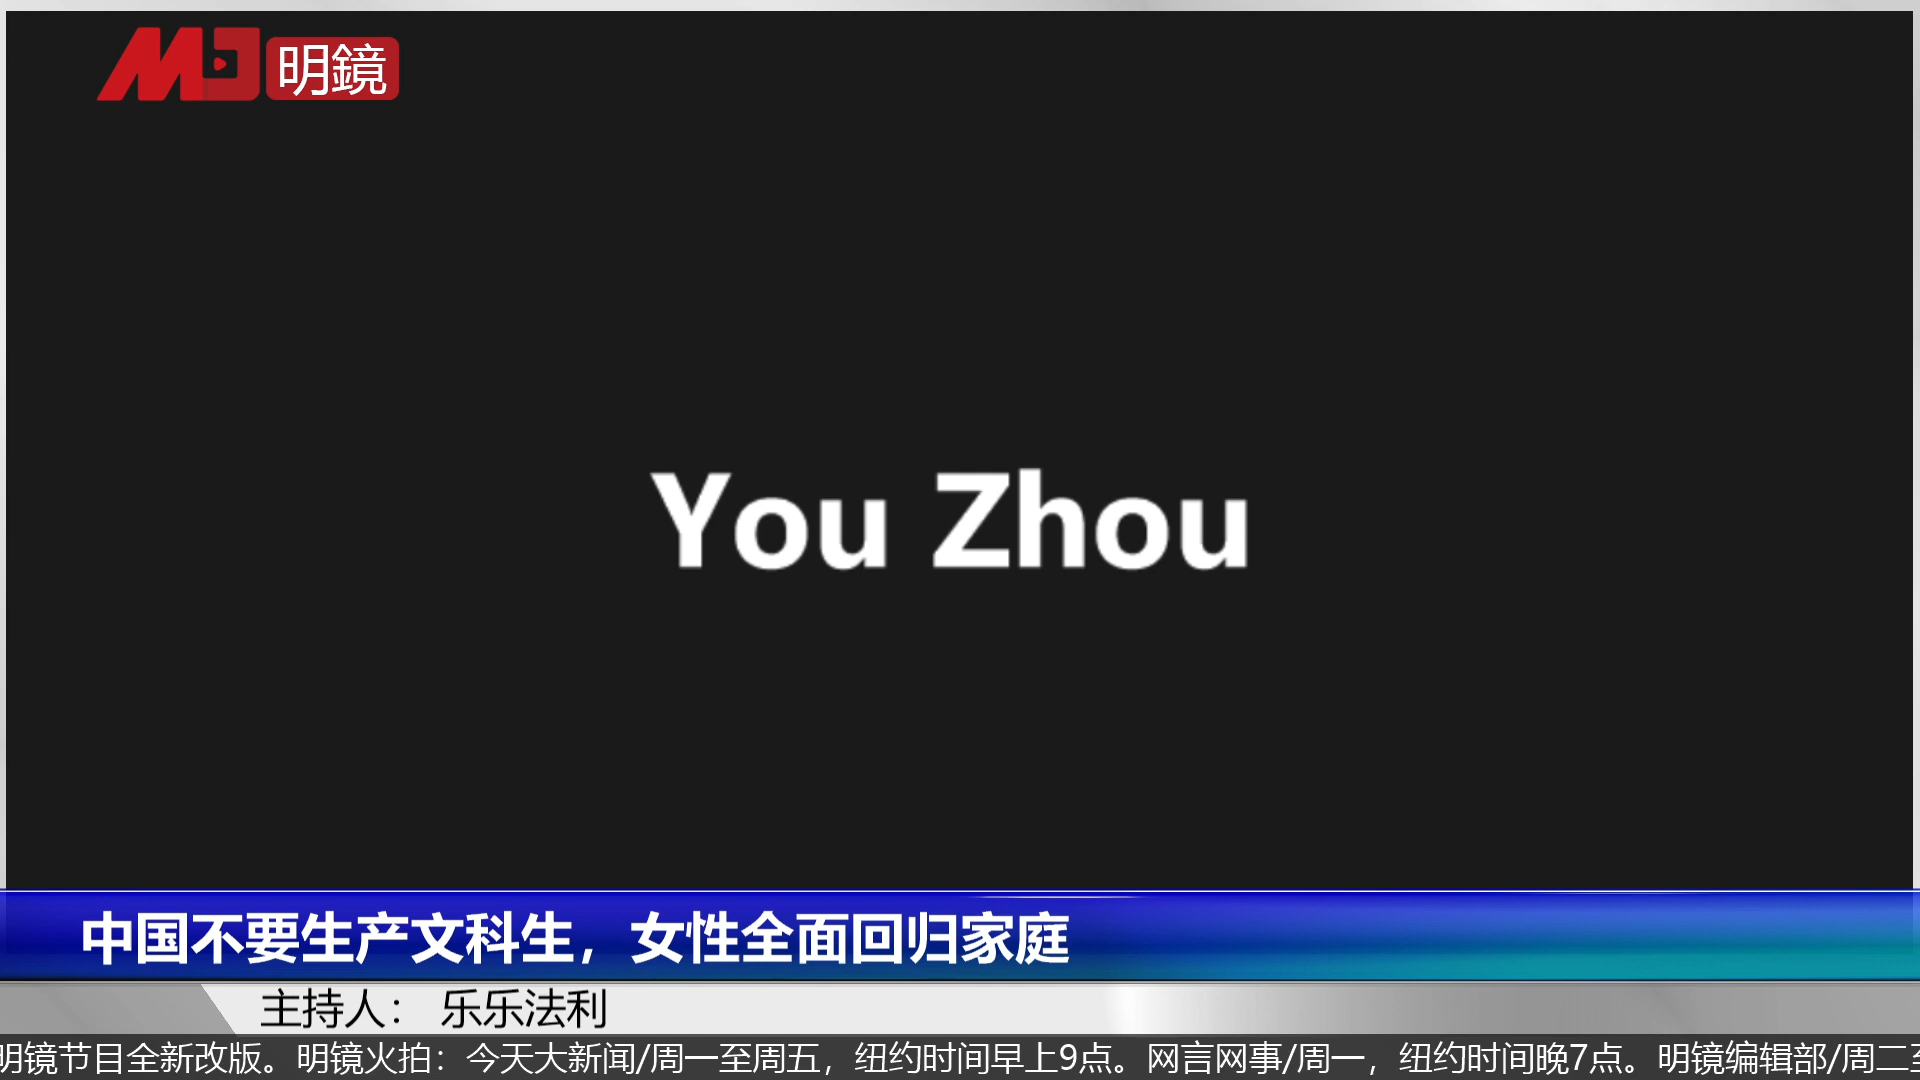 明鏡
You Zhou
中国不要生产文科生，女性全面回归家庭
主持人： 乐乐法利
明镜节目全新改版。明镜火拍：今天大新闻/周一至周五，纽约时间早上9点。网言网事/周一，纽约时间晚7点。明镜编辑部/周二至